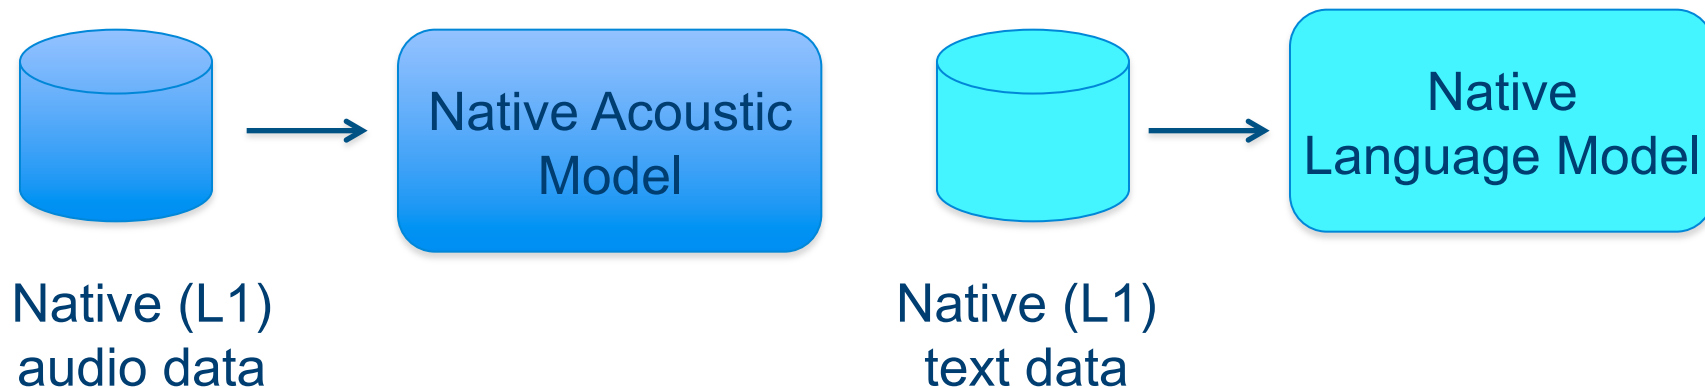 Native Acoustic
Model
Native (L1)
audio data
Native
Language Model
Native (L1)
text data